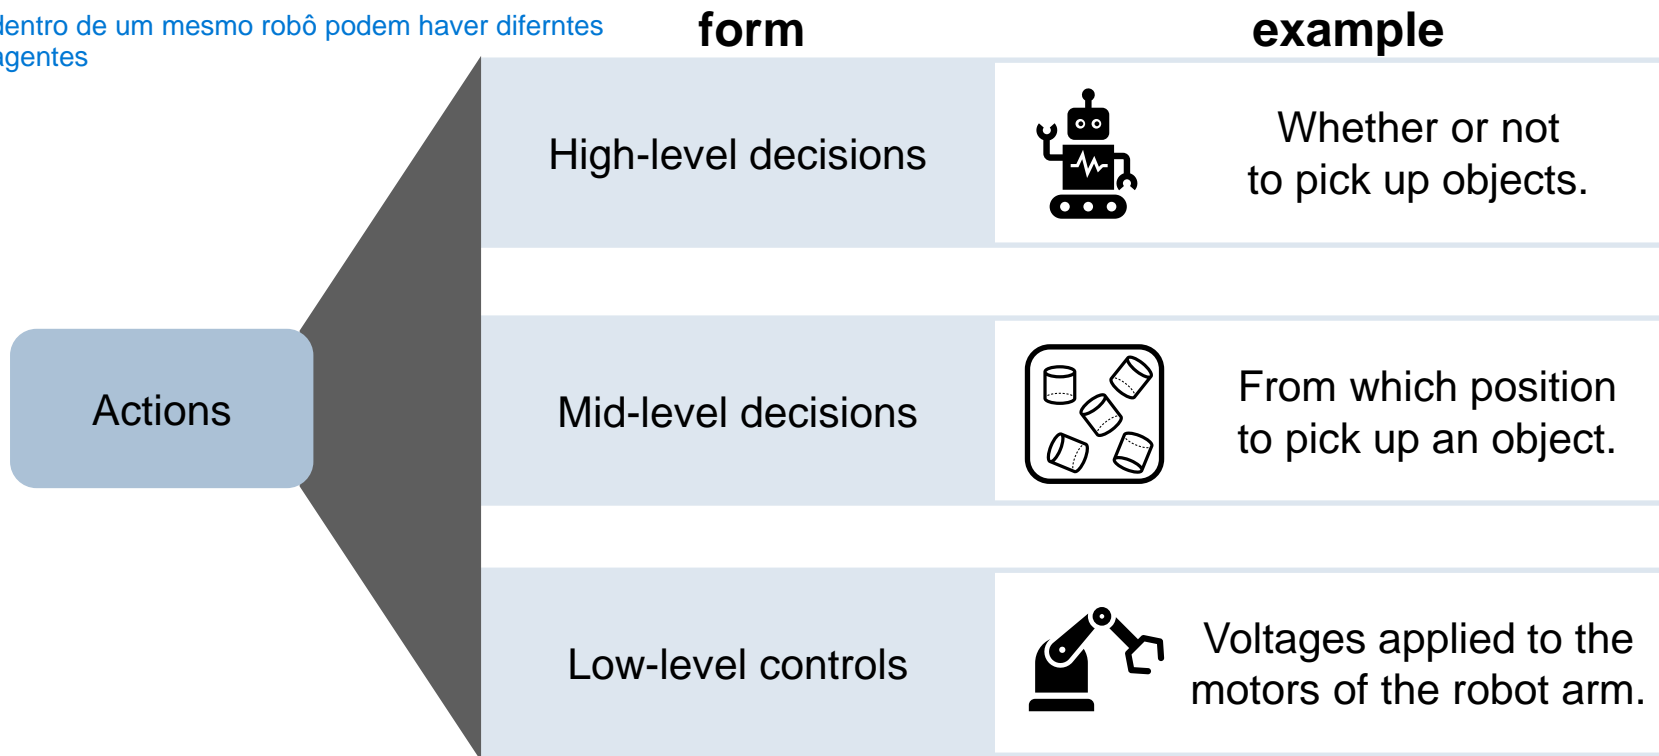 dentro de um mesmo robô podem haver diferntes
agentes
form
example
High-level decisions
Whether or not
to pick up objects.
Actions
Mid-level decisions
From which position
to pick up an object.
Low-level controls
Voltages applied to the
motors of the robot arm.